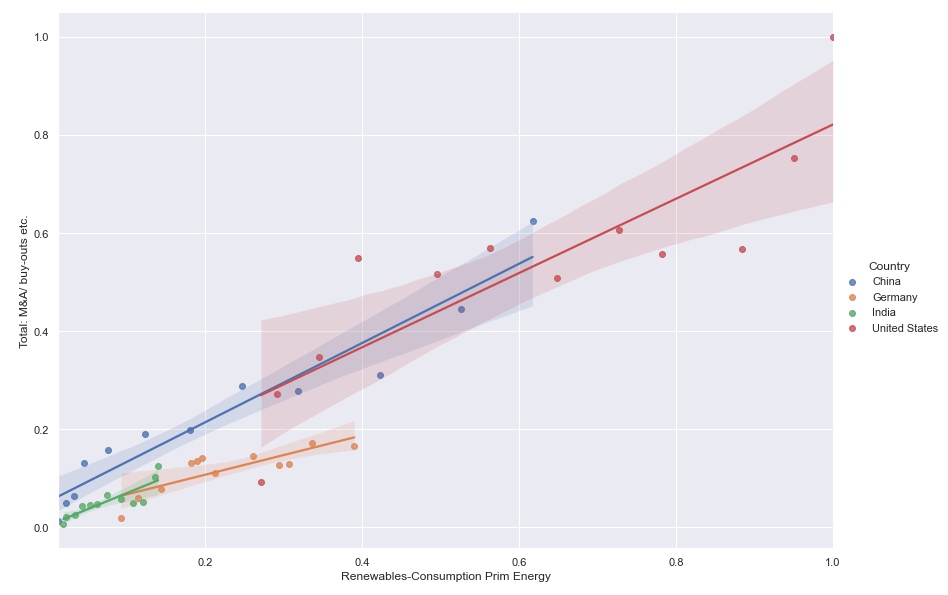 1.0
0.8
0.6
0.4
0.2
0.0
Total: M&A/ buy-outs etc.
0.2 0.4 0.6 0.8 1.0
Renewables-Consumption Prim Energy
Country
China
Germany
India
United States